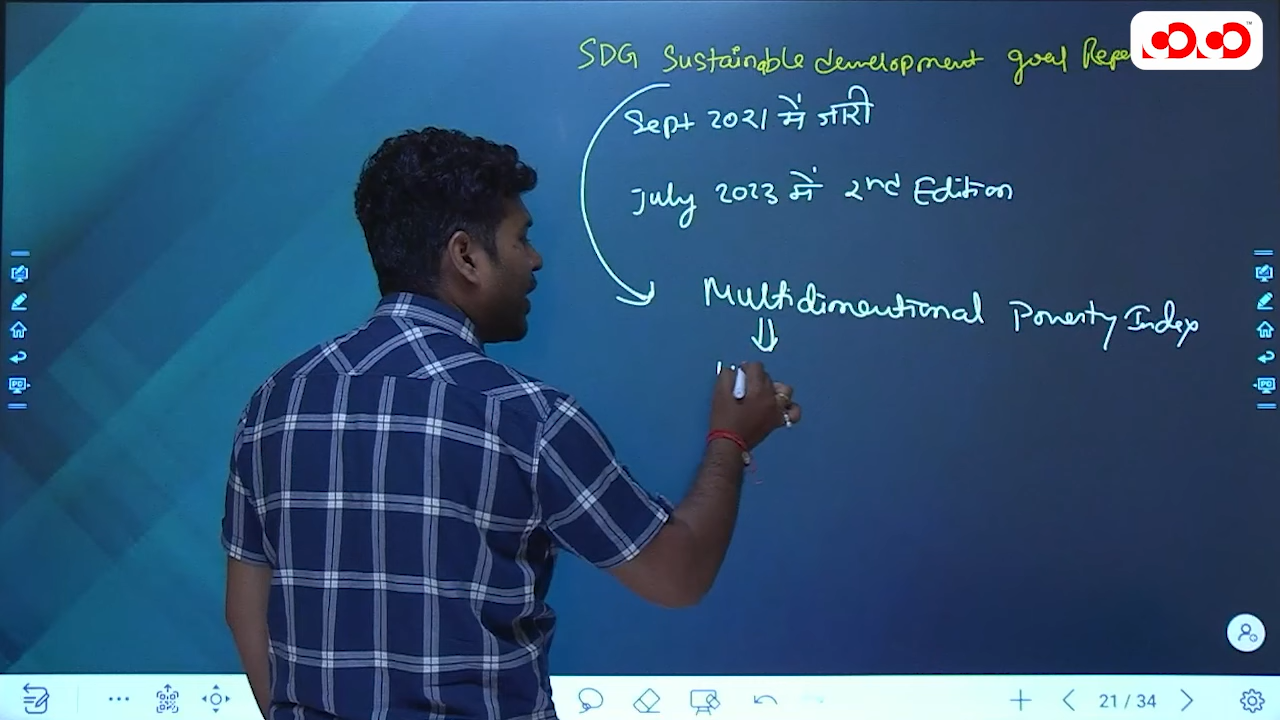 SDG Sustainable development goal Repo
Sept 2021 में जारी
July 2023 में 2nd Edition
Multidimentional Poverty Index
21 / 34